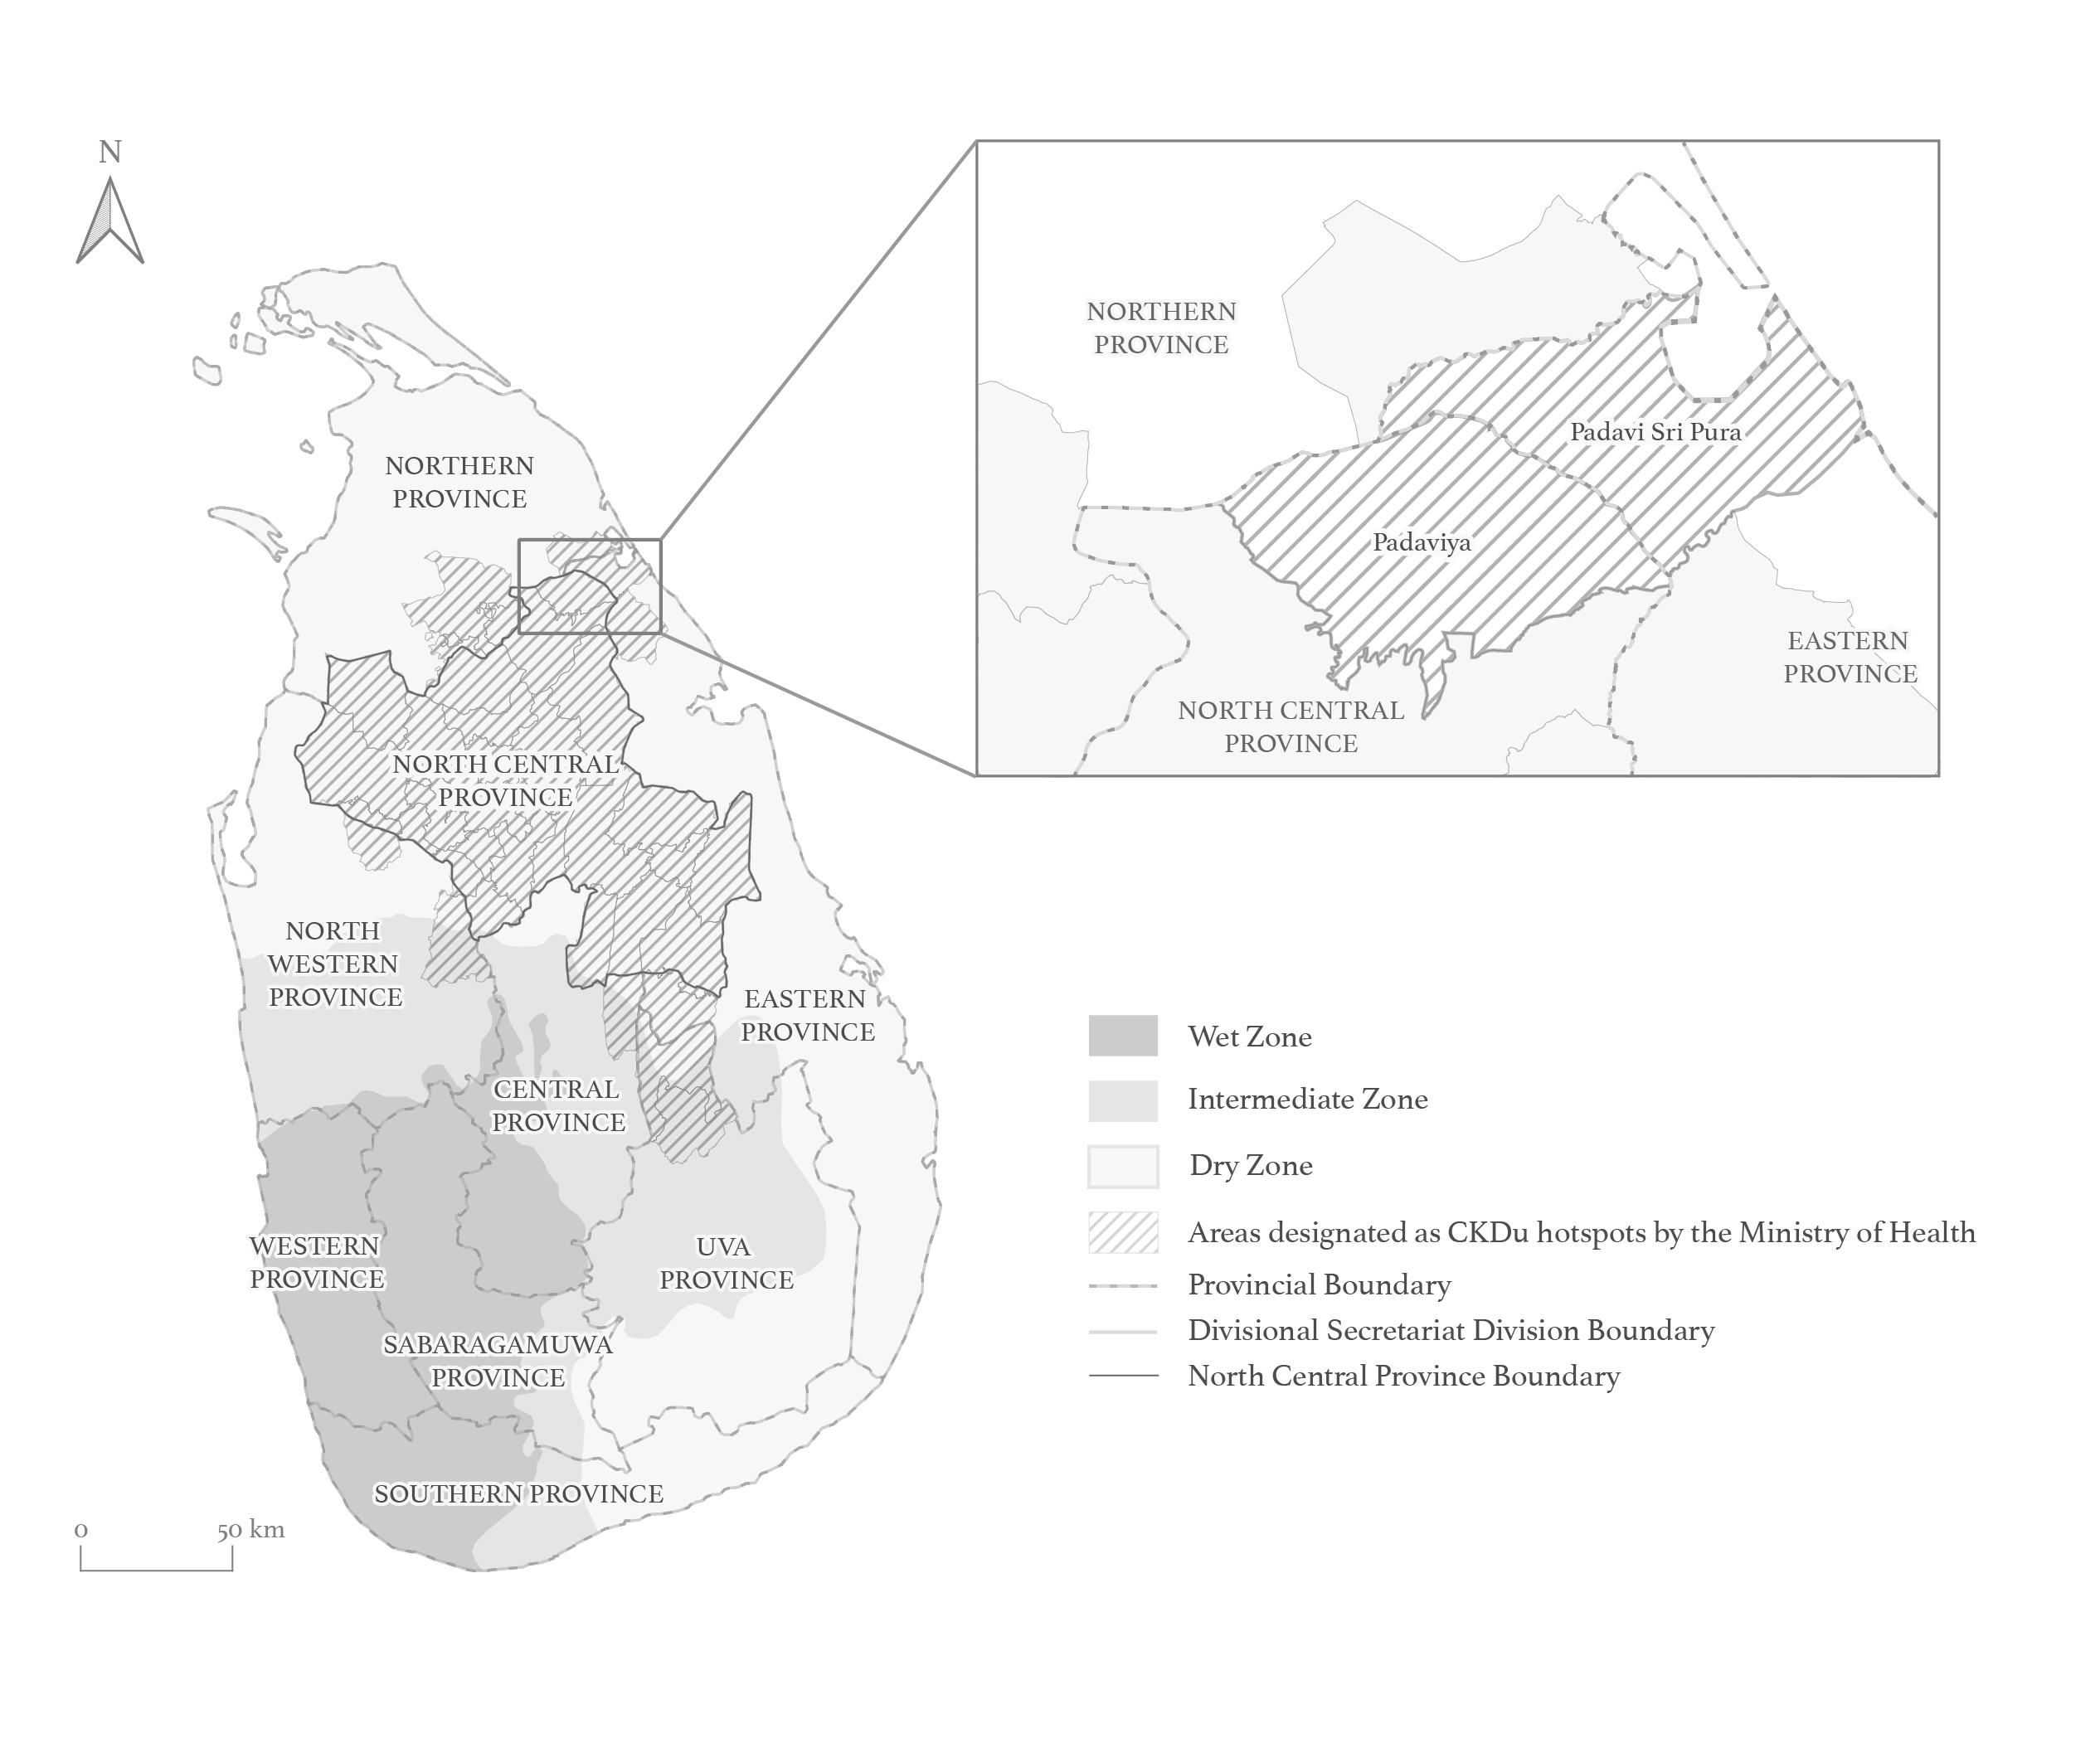 N
NORTHERN
PROVINCE
NORTH CENTRAL
PROVINCE
NORTH
WESTERN
PROVINCE
EASTERN
PROVINCE
CENTRAL
PROVINCE
WESTERN
PROVINCE
UVA
PROVINCE
SABARAGAMUWA
PROVINCE
SOUTHERN PROVINCE
0 50 km
NORTHERN
PROVINCE
Padavi Sri Pura
Padaviya
EASTERN
PROVINCE
NORTH CENTRAL
PROVINCE
Wet Zone
Intermediate Zone
Dry Zone
Areas designated as CKDu hotspots by the Ministry of Health
Provincial Boundary
Divisional Secretariat Division Boundary
North Central Province Boundary